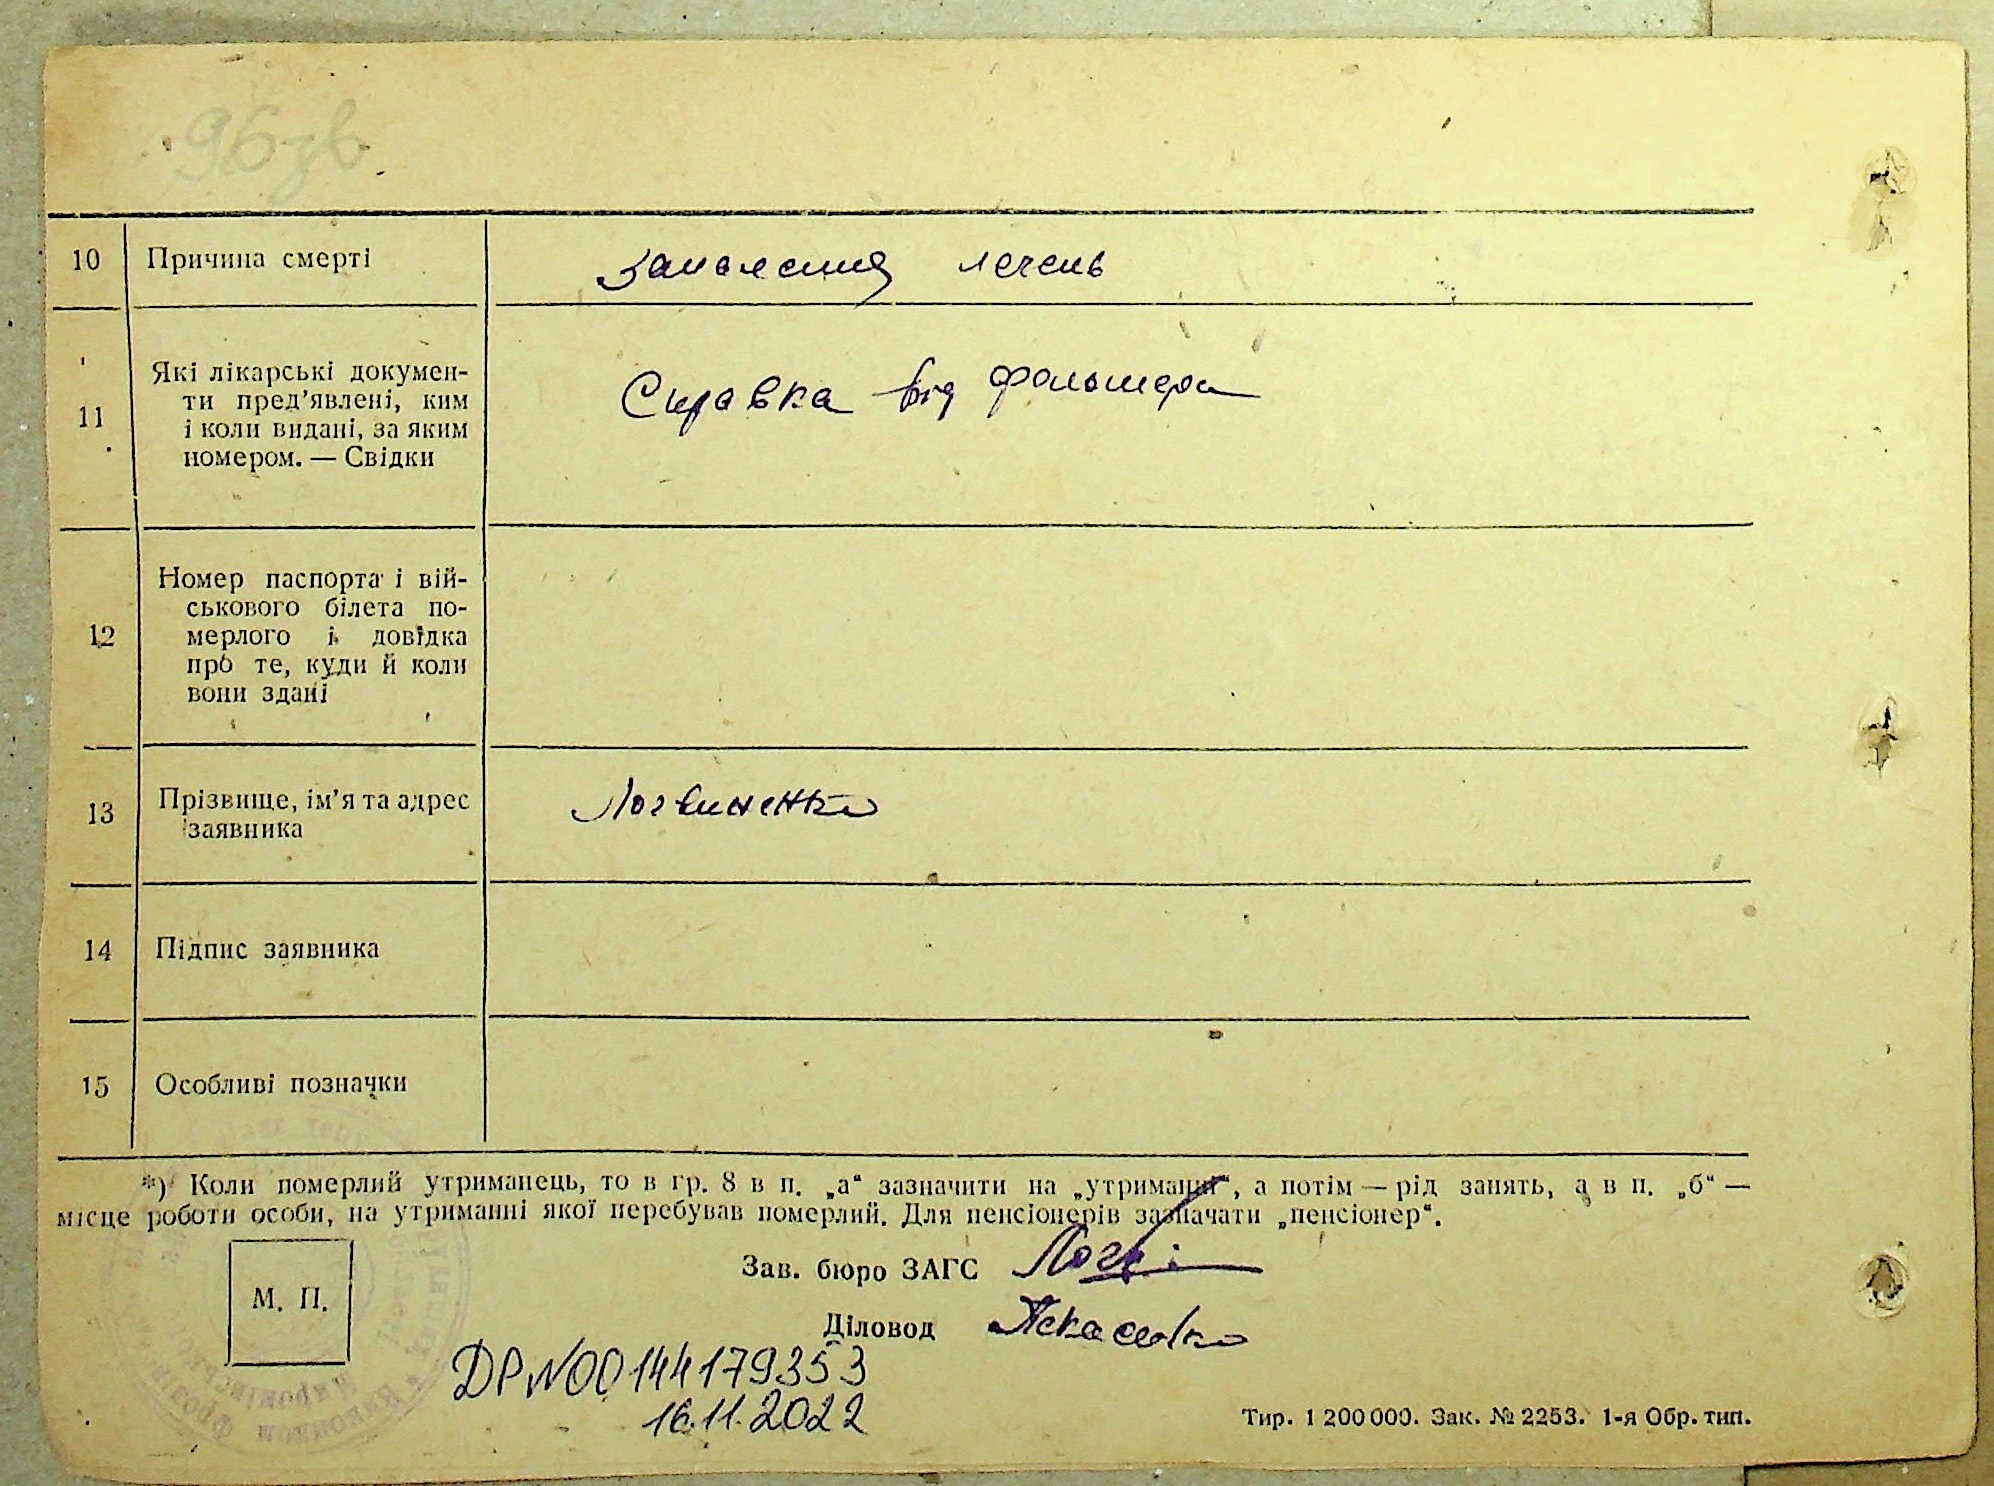 96зв
10 Причина смерті запалення печень
11 Які лікарські докумен-
ти пред’явлені, ким
і коли видані, за яким
номером. — Свідки
Справка від фельшера
12 Номер паспорта і вій-
ськового білета по-
мерлого і довідка
про те, куди й коли
вони здані
13 Прізвище, ім’я та адрес
заявника
Логвиненко
14 Підпис заявника
15 Особливі позначки
*) Коли померлий утриманець, то в гр. 8 в п. „а“ зазначити на „утриманні“, а потім — рід занять, а в п. „б“ —
місце роботи особи, на утриманні якої перебував померлий. Для пенсіонерів зазначати „пенсіонер“.
М. П.
Зав. бюро ЗАГС
Діловод
ДР N00144179353
16.11.2022
Тир. 1 200 000. Зак. № 2253. 1-я Обр. тип.